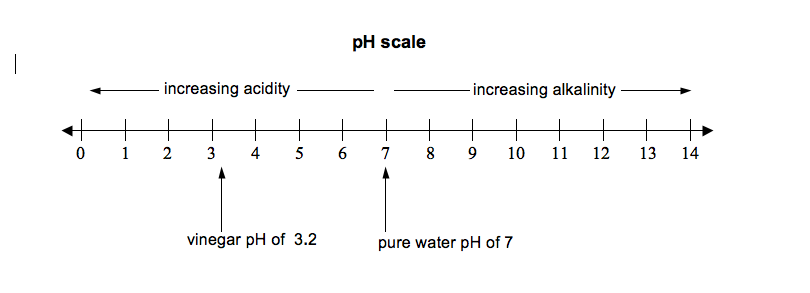 pH scale
increasing acidity increasing alkalinity
0 1 2 3 4 5 6 7 8 9 10 11 12 13 14
vinegar pH of 3.2 pure water pH of 7